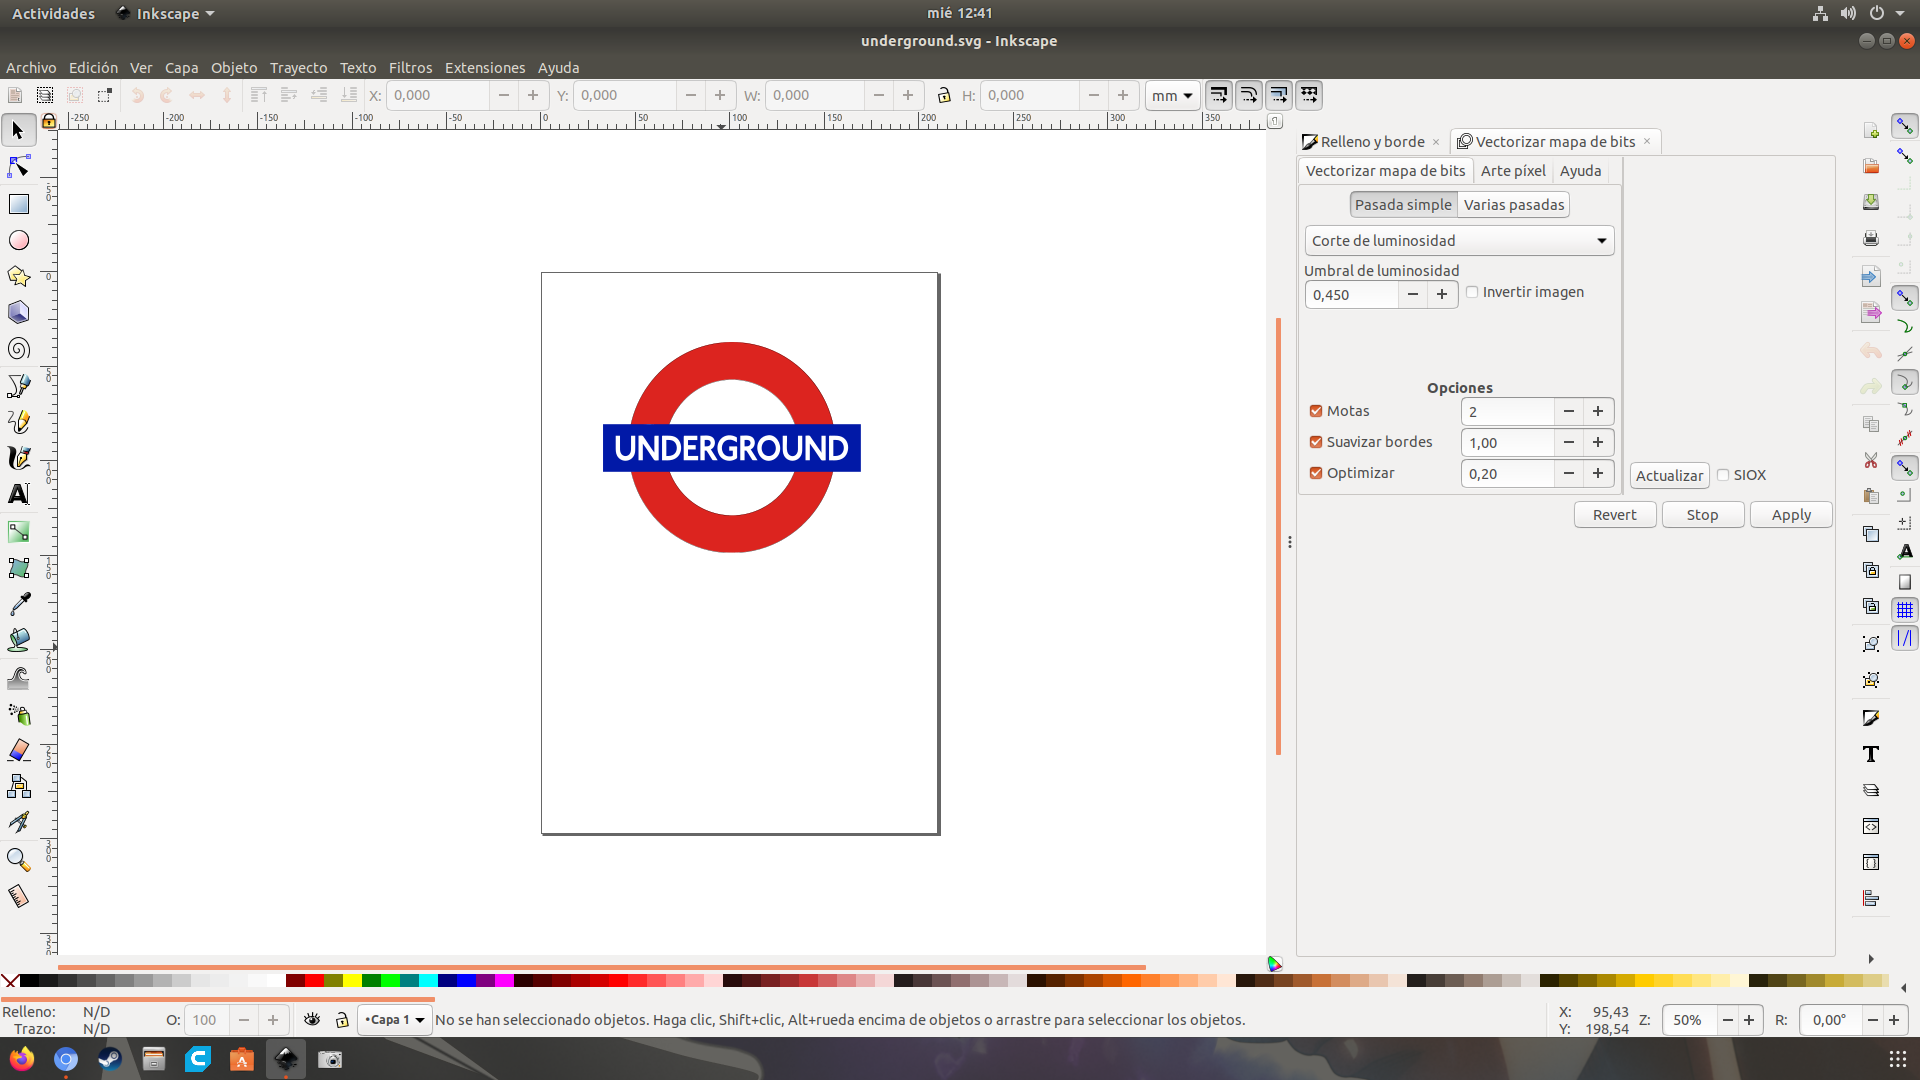 Actividades Inkscape mié 12:41
underground.svg - Inkscape
Archivo Edición Ver Capa Objeto Trayecto Texto Filtros Extensiones Ayuda
X: 0,000 Y: 0,000 W: 0,000 H: 0,000 mm
-250 -200 -150 -100 -50 0 50 100 150 200 250 300 350
Relleno y borde Vectorizar mapa de bits
Vectorizar mapa de bits Arte píxel Ayuda
Pasada simple Varias pasadas
Corte de luminosidad
Umbral de luminosidad
0,450 Invertir imagen
Opciones
Motas 2
Suavizar bordes 1,00
Optimizar 0,20
Actualizar SIOX
Revert Stop Apply
UNDERGROUND
Relleno: N/D
Trazo: N/D
O: 100 •Capa 1 No se han seleccionado objetos. Haga clic, Shift+clic, Alt+rueda encima de objetos o arrastre para seleccionar los objetos.
X: 95,43
Y: 198,54
Z: 50% R: 0,00°